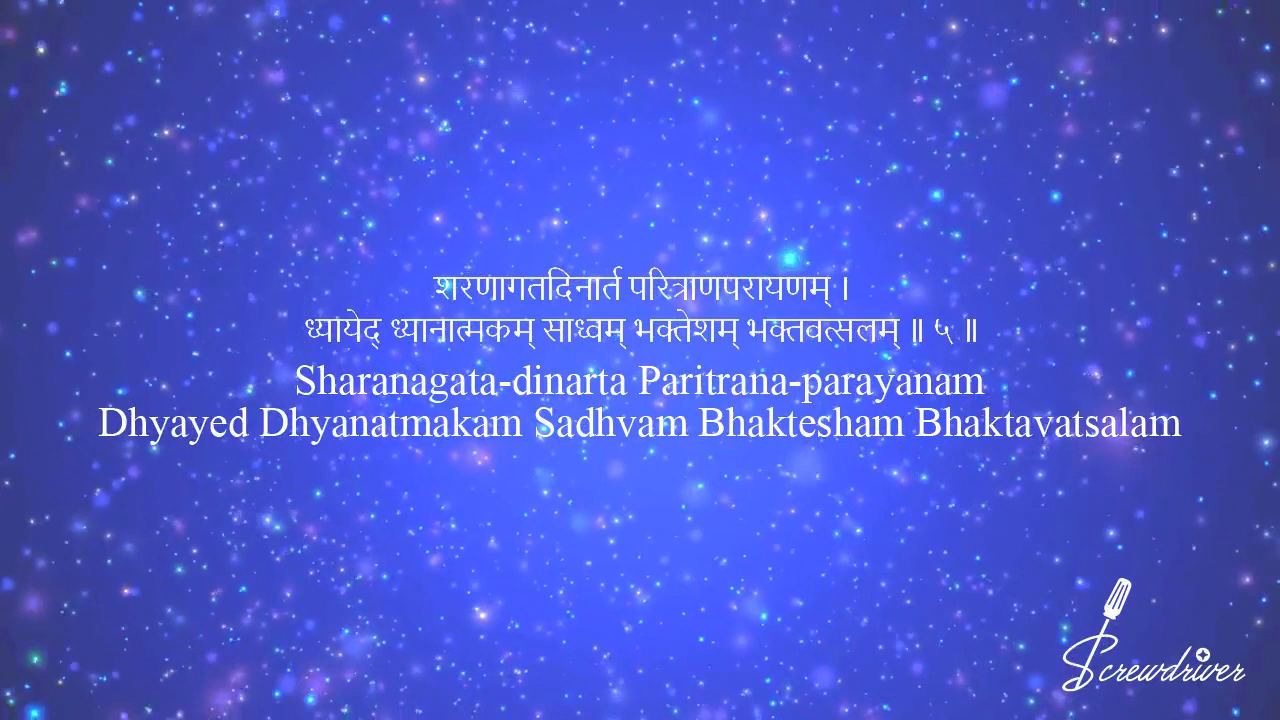 शरणागतदिनार्त परित्राणपरायणम् ।
ध्यायेद् ध्यानात्मकम् साध्वम् भक्तेशम् भक्तवत्सलम् ॥ ५ ॥
Sharanagata-dinarta Paritrana-parayanam
Dhyayed Dhyanatmakam Sadhvam Bhaktesham Bhaktavatsalam
Screwdriver